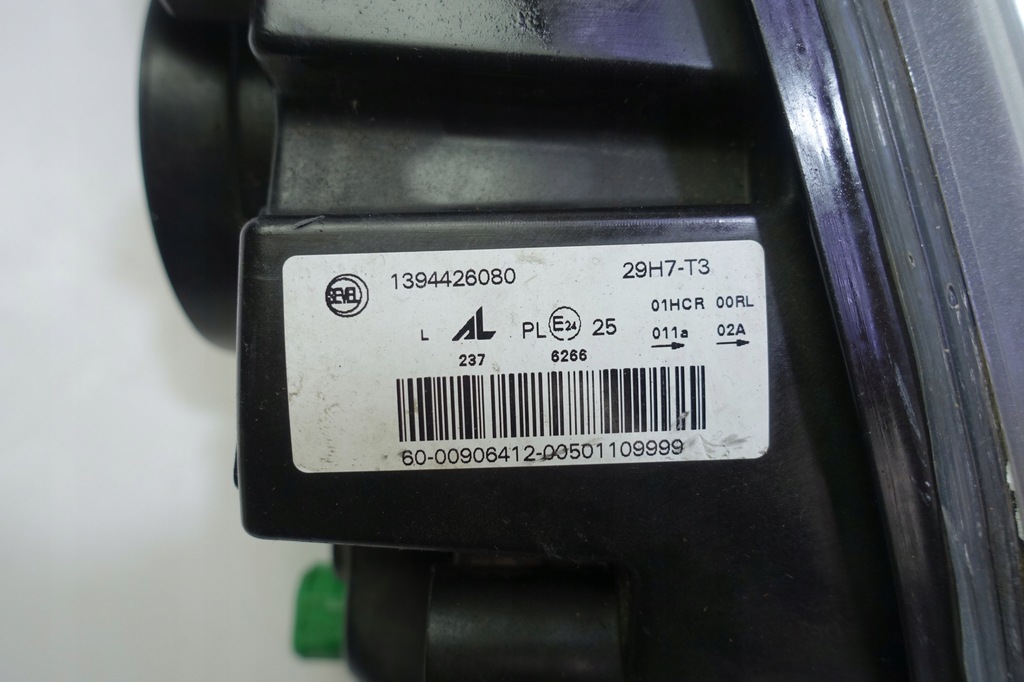 SEVEL 1394426080 29H7-T3
01HCR 00RL
L AL PL E24 25 011a 02A
237 6266
60-00906412-00501109999